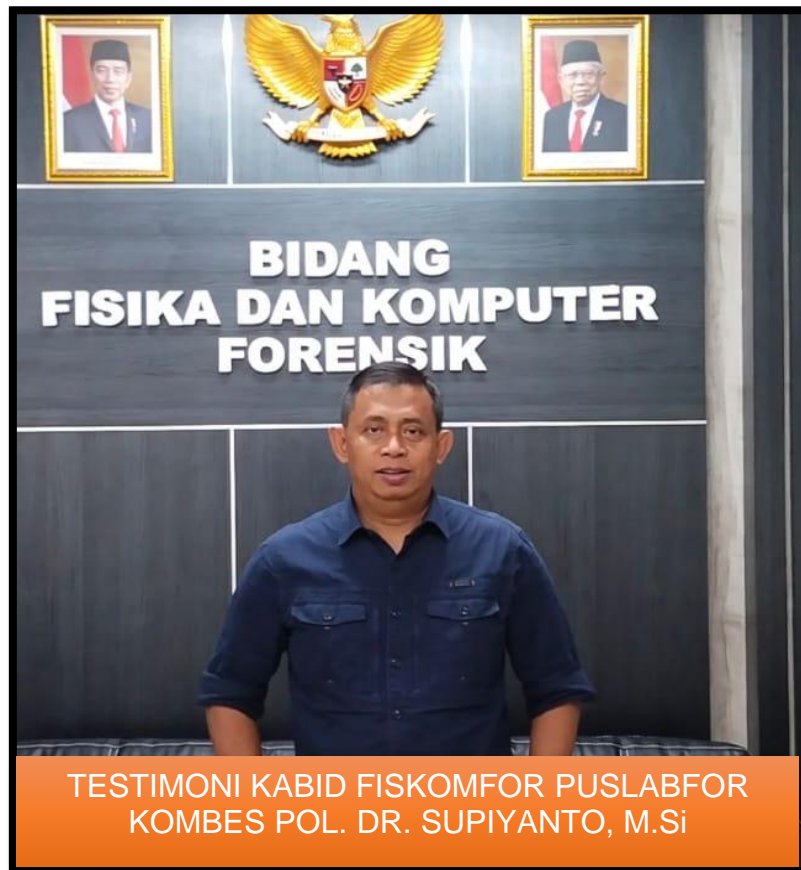 BIDANG
FISIKA DAN KOMPUTER
FORENSIK
TESTIMONI KABID FISKOMFOR PUSLABFOR
KOMBES POL. DR. SUPIYANTO, M.Si